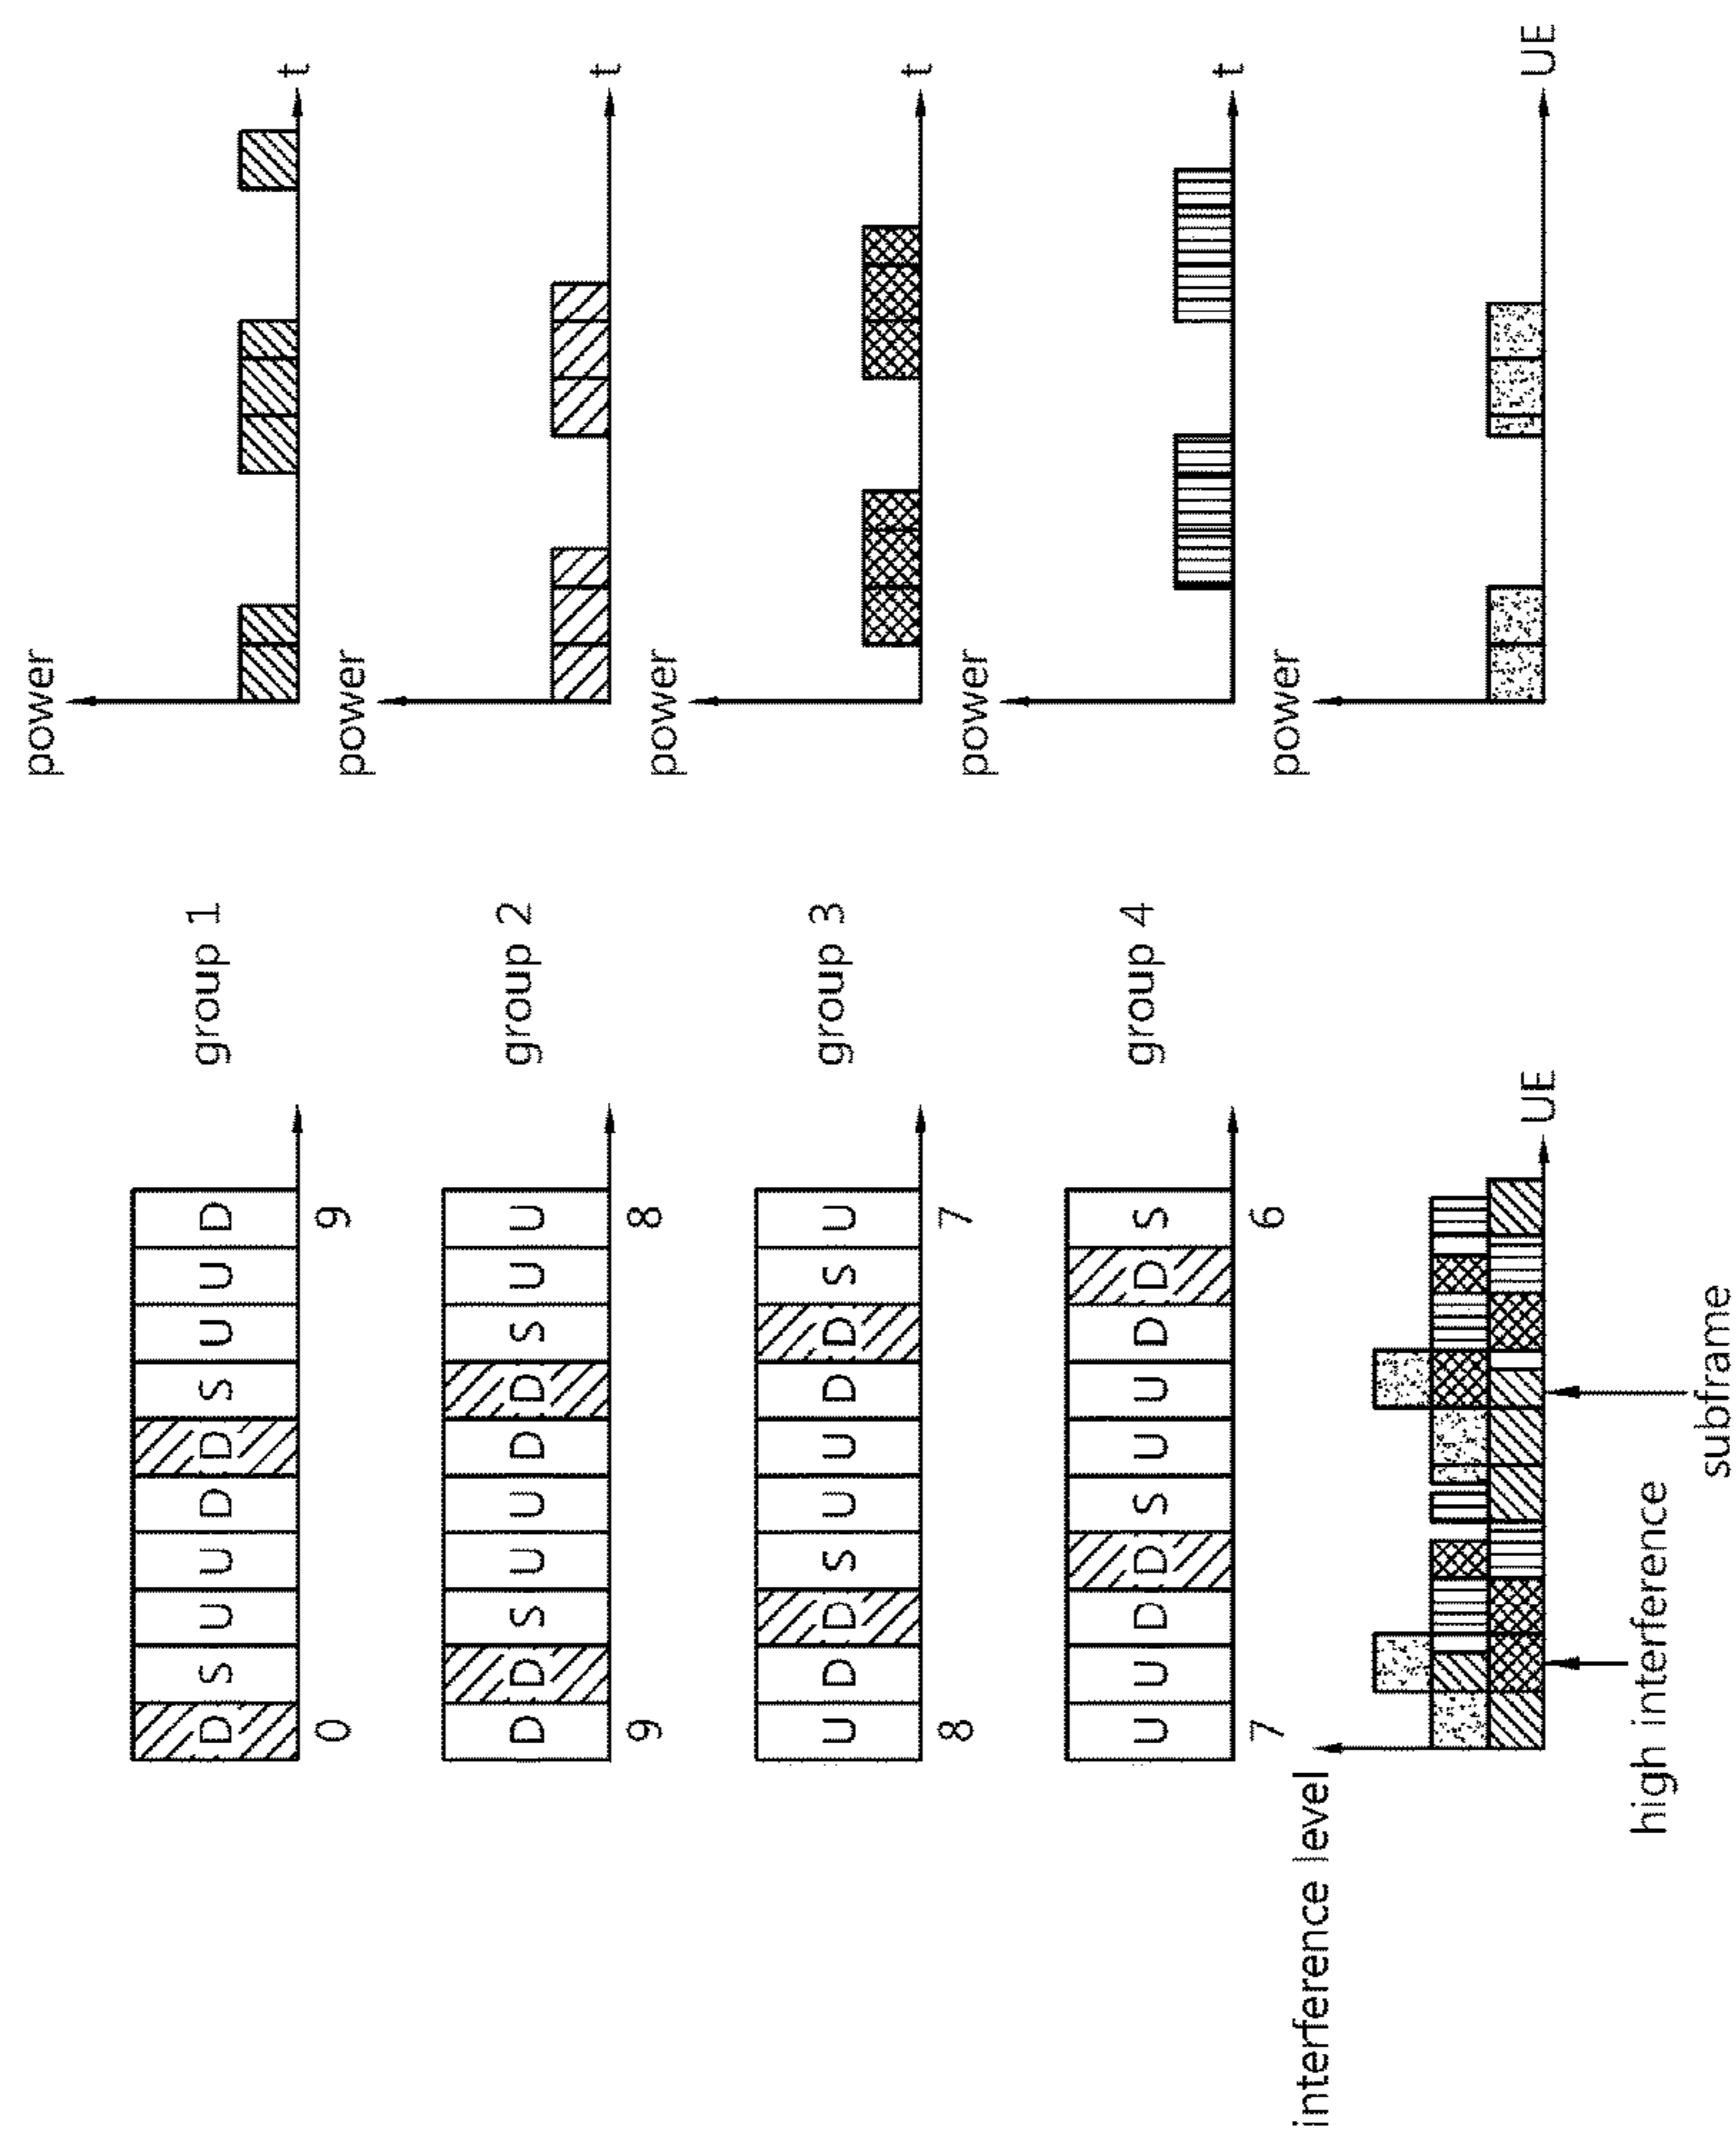 power
D S U U D D S U U D group 1
t
0 9
power
D D S U U D D S U U group 2
t
9 8
power
U D D S U U D D S U group 3
t
8 7
power
U U D D S U U D D S group 4
t
7 6
interference level
power
UE
UE
high interference
subframe